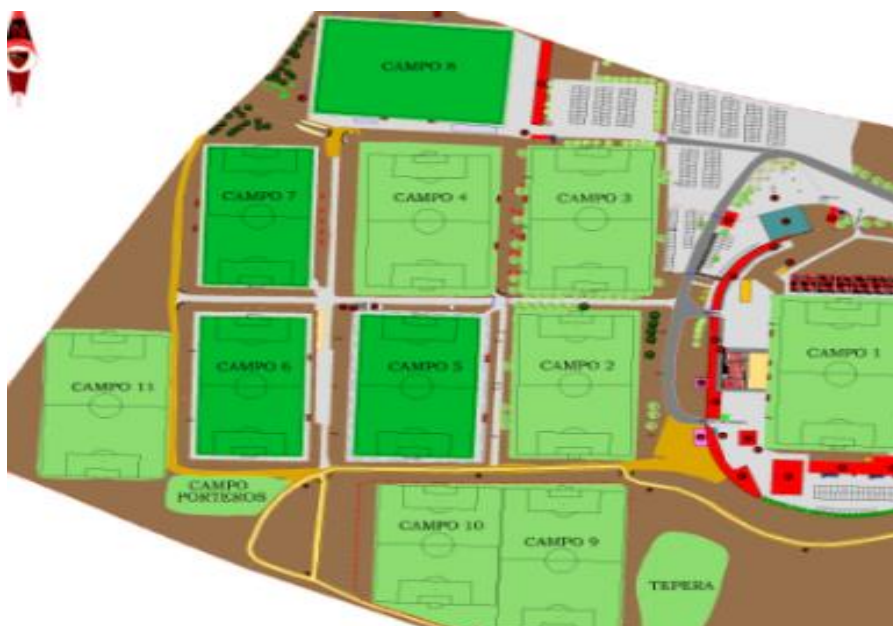 CAMPO 8
CAMPO 7
CAMPO 4
CAMPO 3
CAMPO 6
CAMPO 5
CAMPO 2
CAMPO 1
CAMPO 11
CAMPO
PORTEROS
CAMPO 10
CAMPO 9
TEPERA